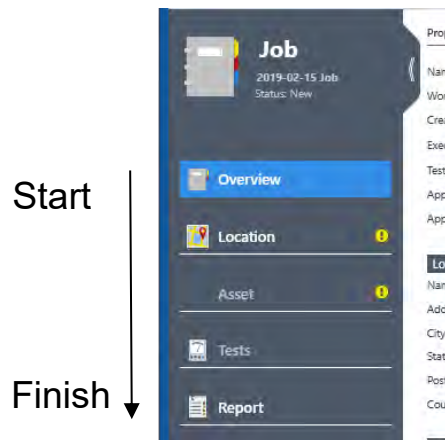 Job
2019-02-15 Job
Status: New
Start
Finish
Overview
Location
Asset
Tests
Report